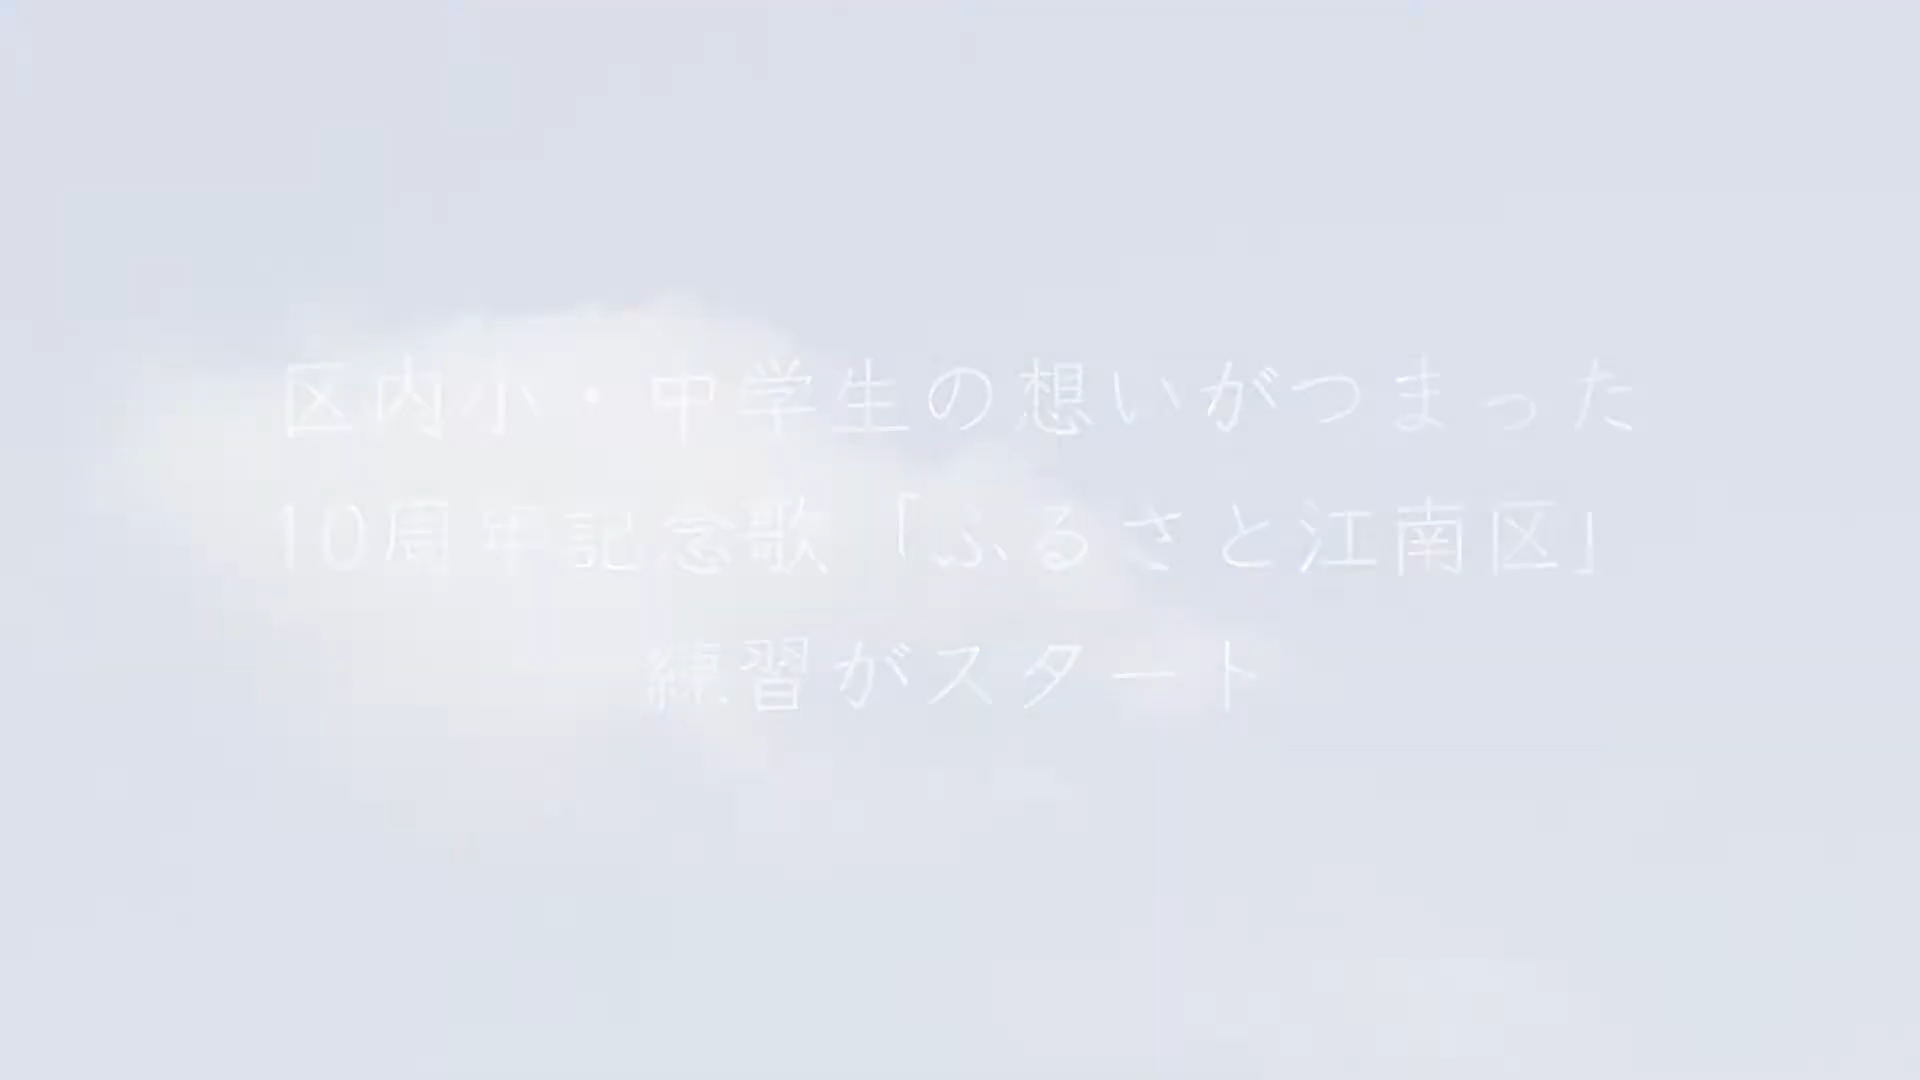 区内小・中学生の想いがつまった
10周年記念歌「ふるさと江南区」
練習がスタート